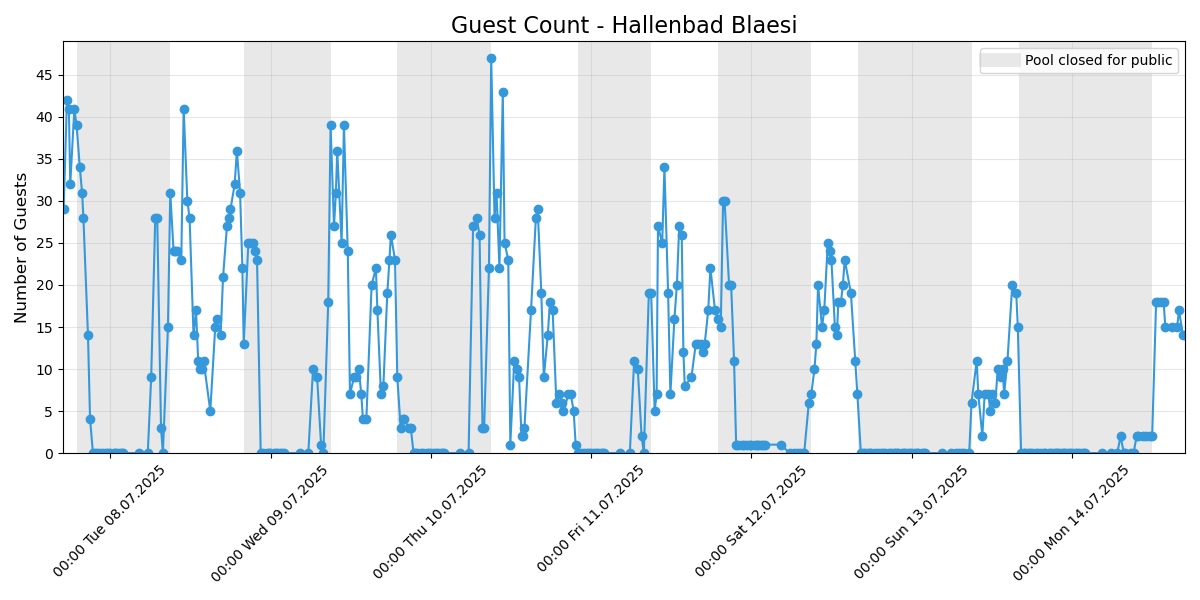 Guest Count - Hallenbad Blaesi
Pool closed for public
Number of Guests
45
40
35
30
25
20
15
10
5
0
00:00 Tue 08.07.2025
00:00 Wed 09.07.2025
00:00 Thu 10.07.2025
00:00 Fri 11.07.2025
00:00 Sat 12.07.2025
00:00 Sun 13.07.2025
00:00 Mon 14.07.2025